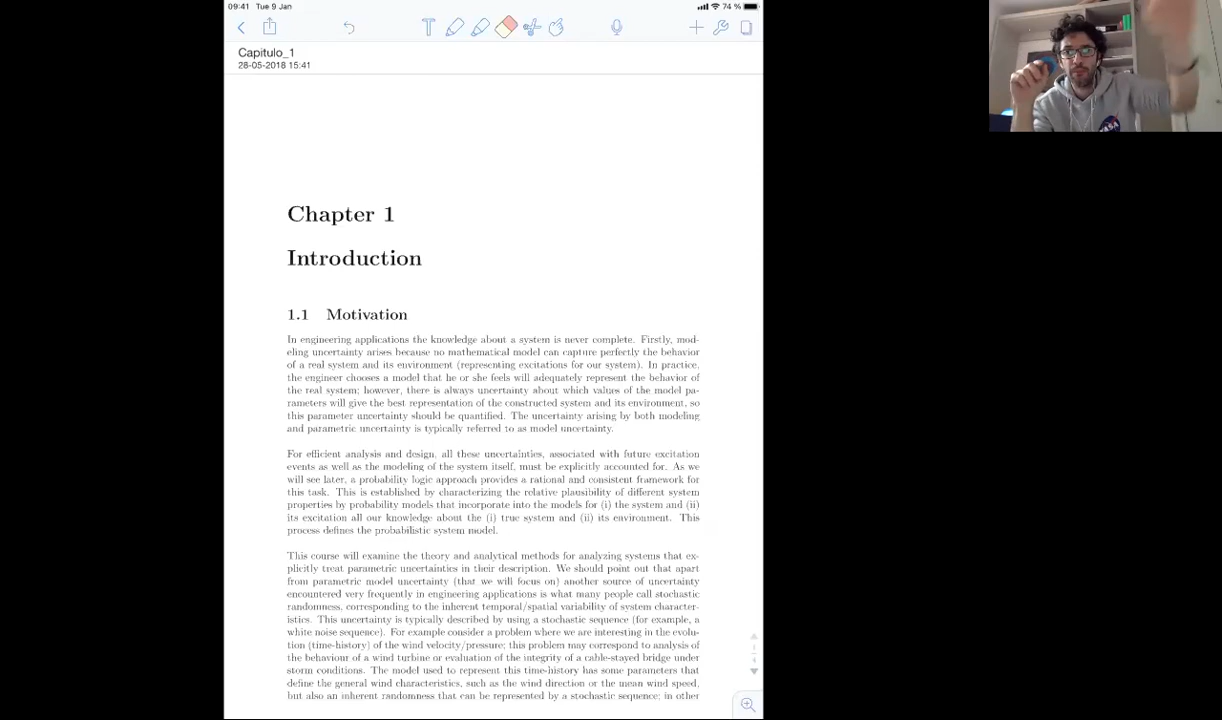 09:41 Tue 9 Jan
74 %
Capitulo_1
28-05-2018 15:41
Chapter 1
Introduction
1.1 Motivation
In engineering applications the knowledge about a system is never complete. Firstly, mod-
eling uncertainty arises because no mathematical model can capture perfectly the behavior
of a real system and its environment (representing excitations for our system). In practice,
the engineer chooses a model that he or she feels will adequately represent the behavior of
the real system; however, there is always uncertainty about which values of the model pa-
rameters will give the best representation of the constructed system and its environment, so
this parameter uncertainty should be quantified. The uncertainty arising by both modeling
and parametric uncertainty is typically referred to as model uncertainty.
For efficient analysis and design, all these uncertainties, associated with future excitation
events as well as the modeling of the system itself, must be explicitly accounted for. As we
will see later, a probability logic approach provides a rational and consistent framework for
this task. This is established by characterizing the relative plausibility of different system
properties by probability models that incorporate into the models for (i) the system and (ii)
its excitation all our knowledge about the (i) true system and (ii) its environment. This
process defines the probabilistic system model.
This course will examine the theory and analytical methods for analyzing systems that ex-
plicitly treat parametric uncertainties in their description. We should point out that apart
from parametric model uncertainty (that we will focus on) another source of uncertainty
encountered very frequently in engineering applications is what many people call stochastic
randomness, corresponding to the inherent temporal/spatial variability of system character-
istics. This uncertainty is typically described by using a stochastic sequence (for example, a
white noise sequence). For example consider a problem where we are interesting in the evolu-
tion (time-history) of the wind velocity/pressure; this problem may correspond to analysis of
the behaviour of a wind turbine or evaluation of the integrity of a cable-stayed bridge under
storm conditions. The model used to represent this time-history has some parameters that
define the general wind characteristics, such as the wind direction or the mean wind speed,
but also an inherent randomness that can be represented by a stochastic sequence; in other
NASA